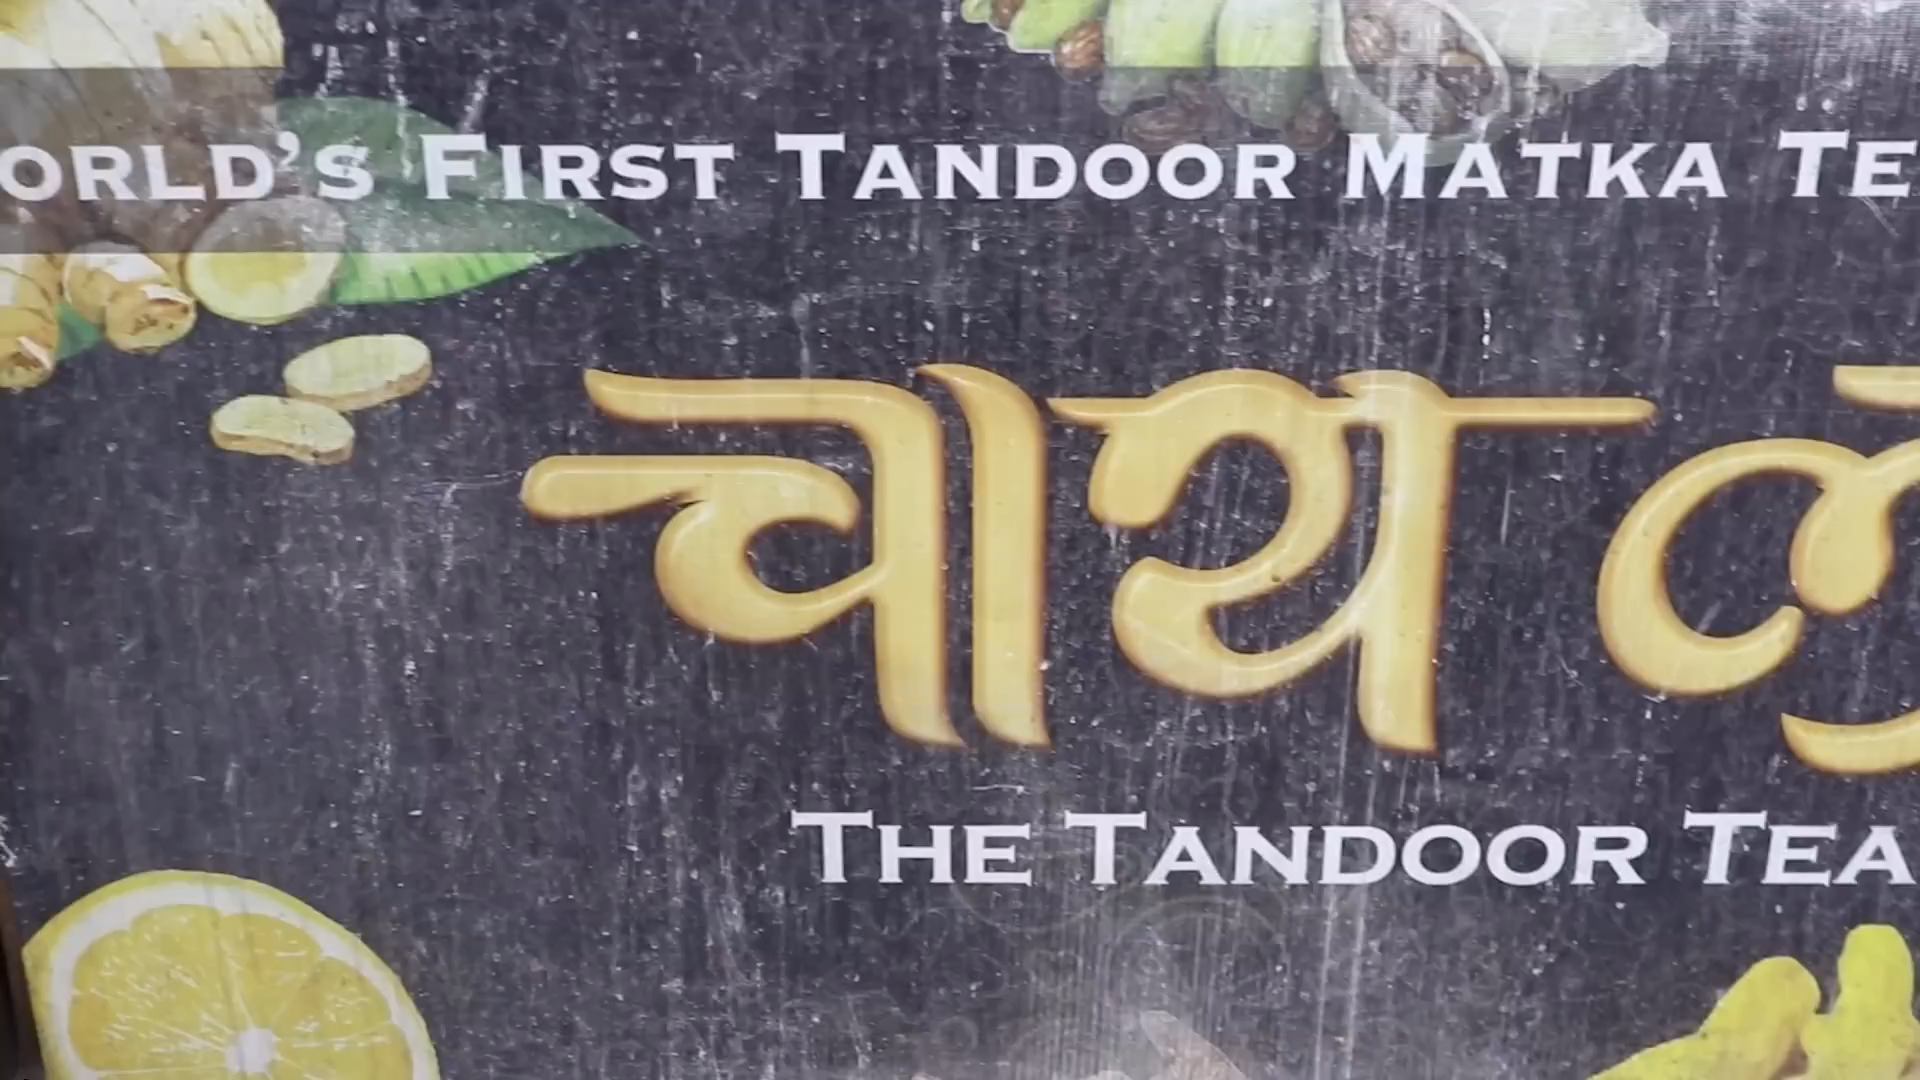 ORLD'S FIRST TANDOOR MATKA TE
चाय
THE TANDOOR TEA